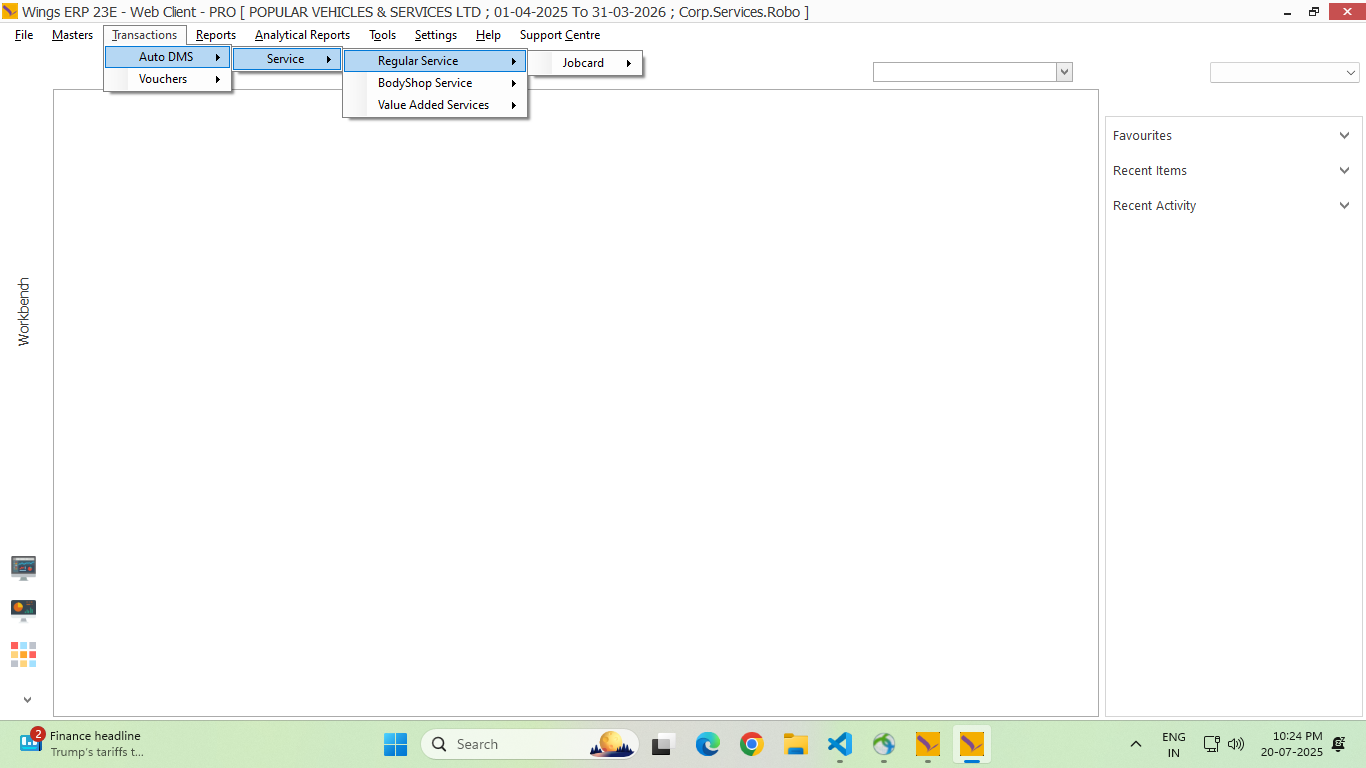 Wings ERP 23E - Web Client - PRO [ POPULAR VEHICLES & SERVICES LTD ; 01-04-2025 To 31-03-2026 ; Corp.Services.Robo ]
File Masters Transactions Reports Analytical Reports Tools Settings Help Support Centre
Auto DMS
Vouchers
Service
Regular Service
BodyShop Service
Value Added Services
Jobcard
Workbench
Favourites
Recent Items
Recent Activity
2
Finance headline
Trump's tariffs t...
Search
ENG
IN
10:24 PM
20-07-2025